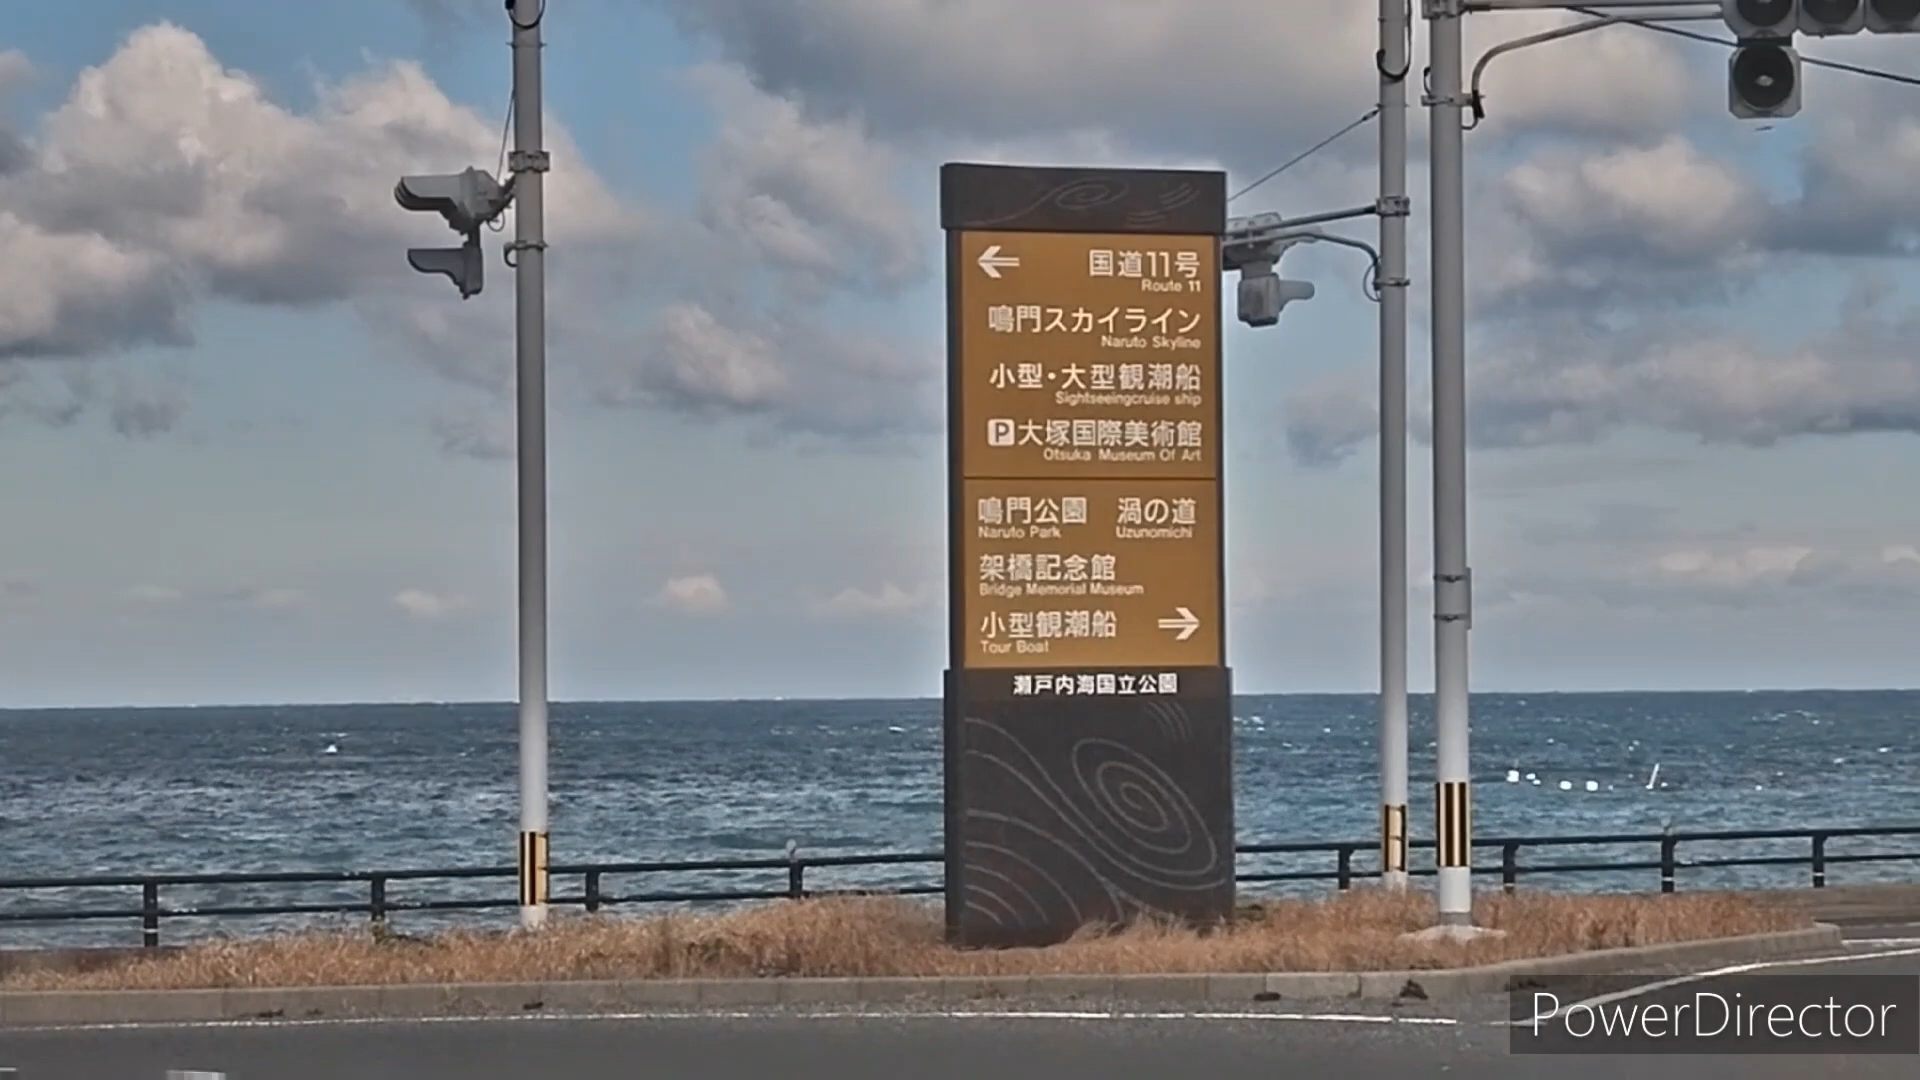 国道11号
Route 11
鳴門スカイライン
Naruto Skyline
小型・大型観潮船
Sightseeingcruise ship
P大塚国際美術館
Otsuka Museum Of Art
鳴門公園 渦の道
Naruto Park Uzunomichi
架橋記念館
Bridge Memorial Museum
小型観潮船
Tour Boat
瀬戸内海国立公園
PowerDirector